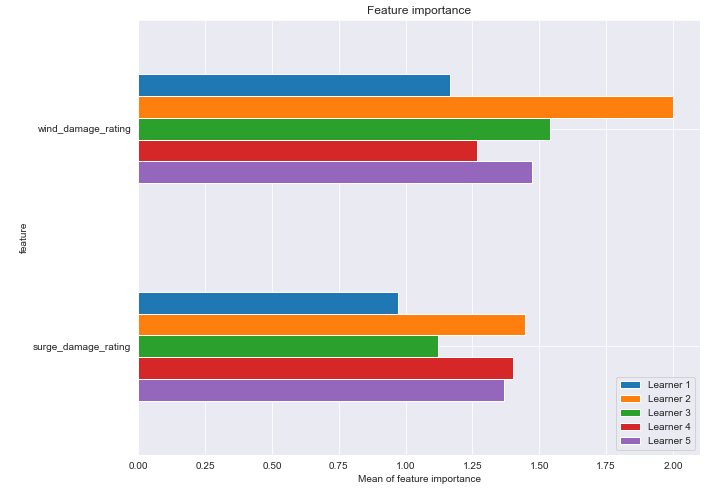 Feature importance
wind_damage_rating
feature
surge_damage_rating
Learner 1
Learner 2
Learner 3
Learner 4
Learner 5
0.00 0.25 0.50 0.75 1.00 1.25 1.50 1.75 2.00
Mean of feature importance